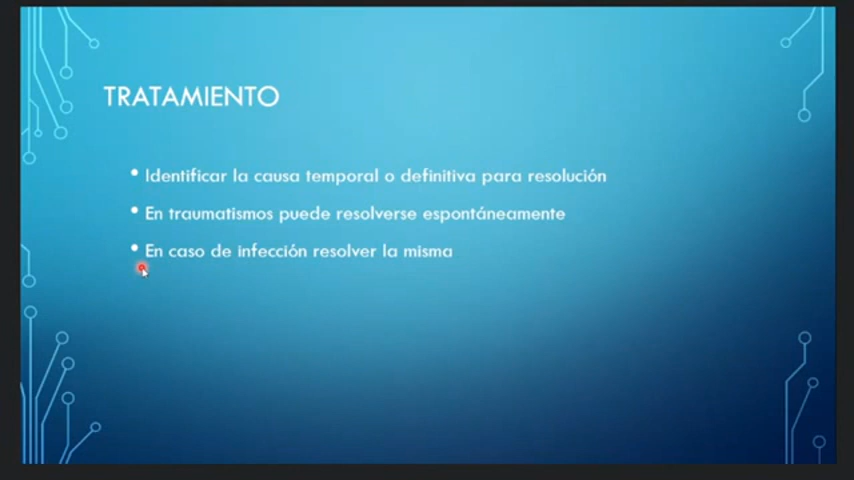 TRATAMIENTO
• Identificar la causa temporal o definitiva para resolución
• En traumatismos puede resolverse espontáneamente
• En caso de infección resolver la misma